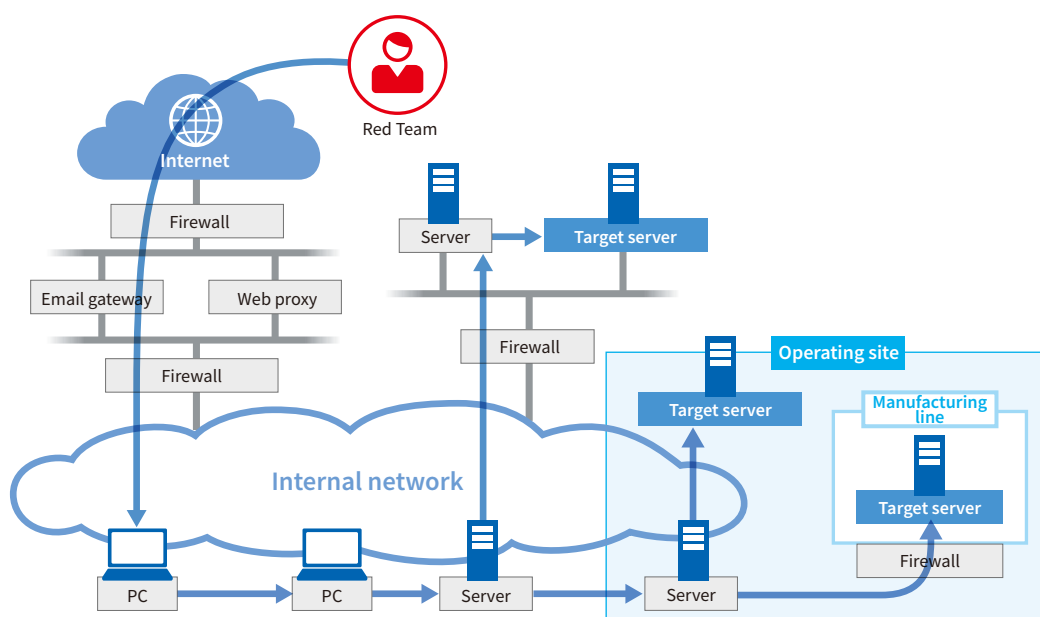 Red Team
Internet
Firewall
Server
Target server
Email gateway
Web proxy
Firewall
Firewall
Operating site
Target server
Manufacturing
line
Internal network
Target server
Firewall
PC
PC
Server
Server